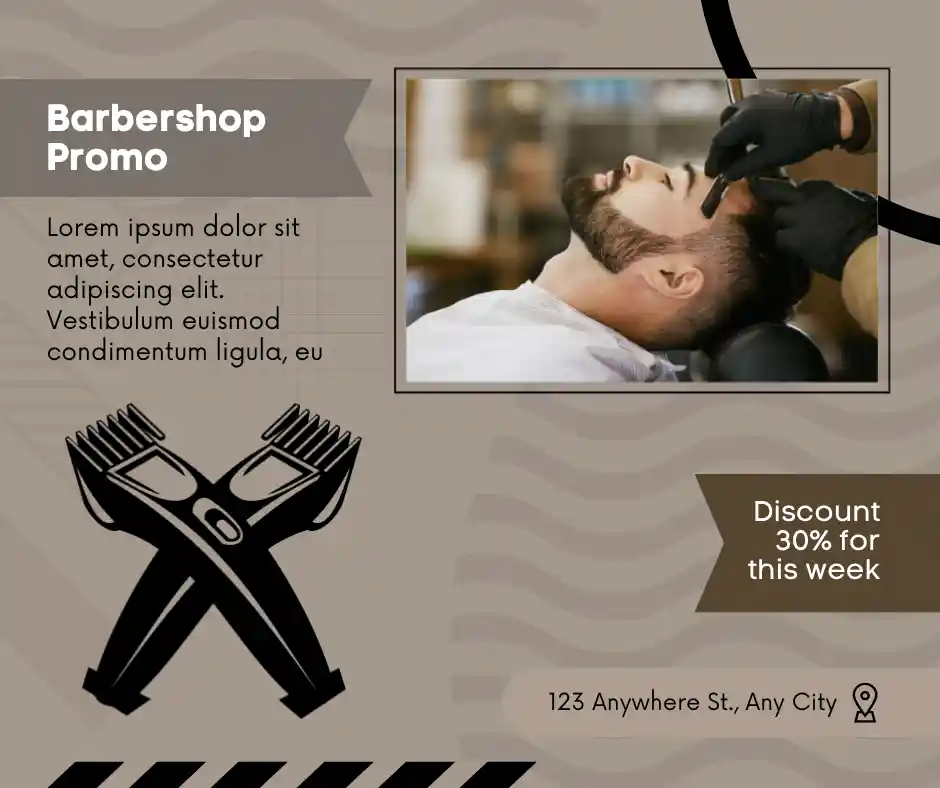 Barbershop
Promo
Lorem ipsum dolor sit
amet, consectetur
adipiscing elit.
Vestibulum euismod
condimentum ligula, eu
Discount
30% for
this week
123 Anywhere St., Any City